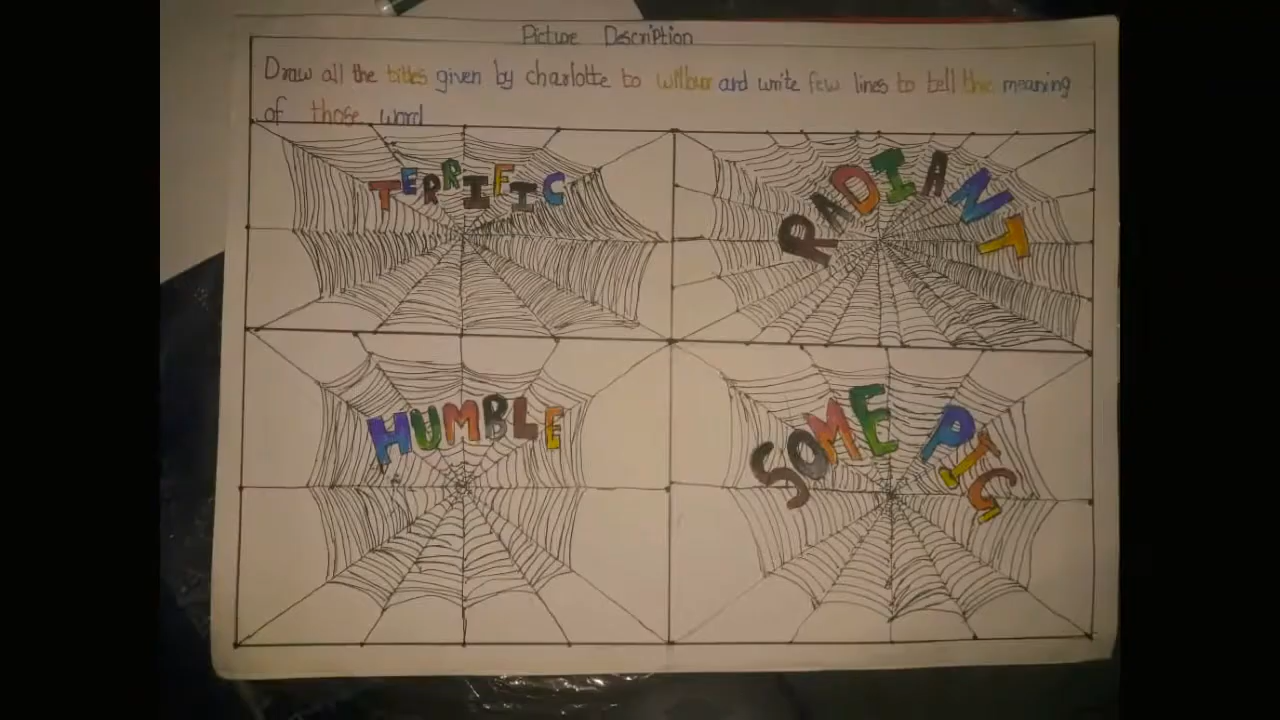 Picture Description
Draw all the titles given by charlotte to wilbur and write few lines to tell the meaning
of those word
TERRIFIC
RADIANT
HUMBLE
SOME PIG